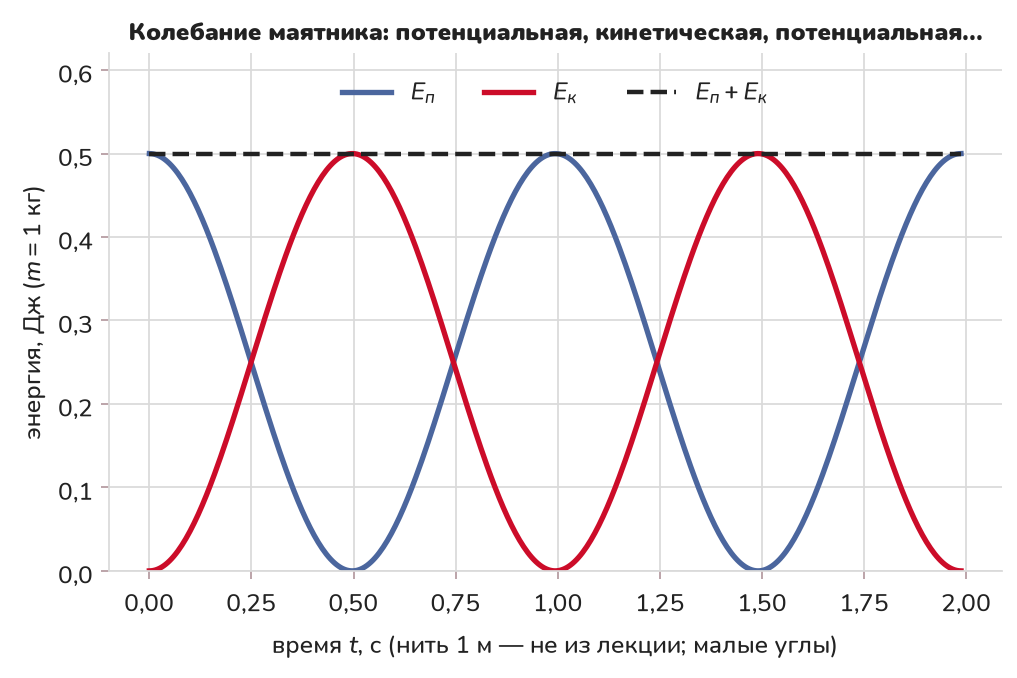 Колебание маятника: потенциальная, кинетическая, потенциальная...
Eп Eк Eп + Eк
энергия, Дж (m = 1 кг)
0,6
0,5
0,4
0,3
0,2
0,1
0,0
0,00 0,25 0,50 0,75 1,00 1,25 1,50 1,75 2,00
время t, с (нить 1 м — не из лекции; малые углы)